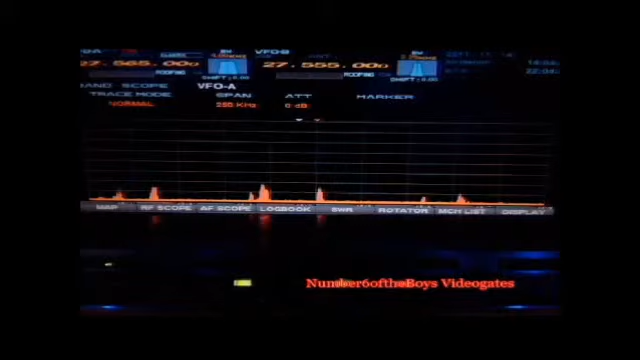 VFO-B
27.565.000
27.555.000
ROOFING
ROOFING
BAND SCOPE
VFO-A
TRACE MODE
SPAN
ATT
MARKER
NORMAL
250 KHz
0 dB
MAP
RF SCOPE
AF SCOPE
LOGBOOK
SWR
ROTATOR
MCH LIST
DISPLAY
Number6oftheBoys Videogates